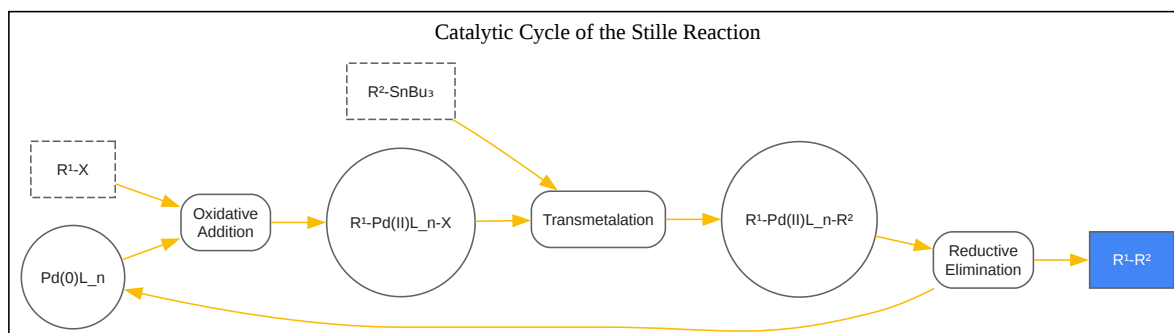 Catalytic Cycle of the Stille Reaction
R²-SnBu₃
R¹-X
Oxidative
Addition
R¹-Pd(II)L_n-X
Transmetalation
R¹-Pd(II)L_n-R²
Pd(0)L_n
Reductive
Elimination
R¹-R²